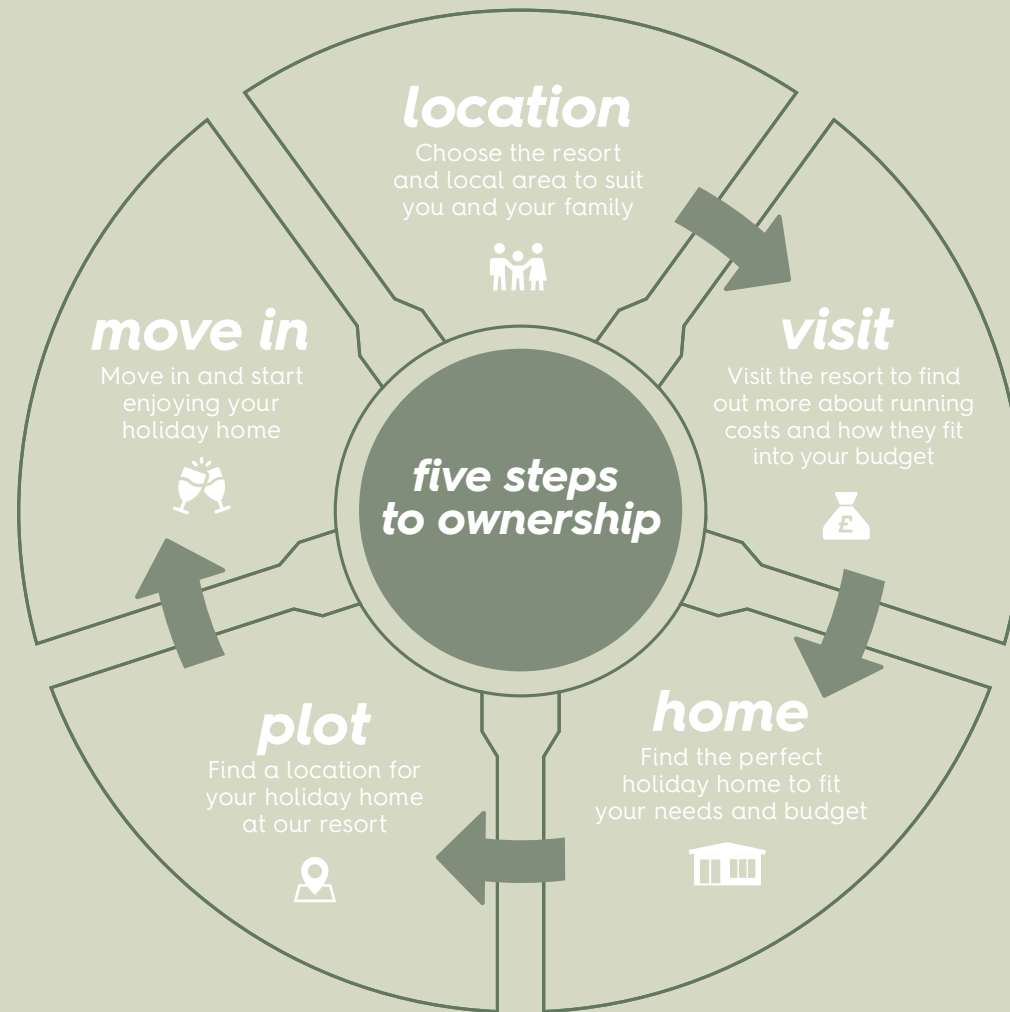 five steps
to ownership
location
Choose the resort
and local area to suit
you and your family
visit
Visit the resort to find
out more about running
costs and how they fit
into your budget
£
home
Find the perfect
holiday home to fit
your needs and budget
plot
Find a location for
your holiday home
at our resort
move in
Move in and start
enjoying your
holiday home